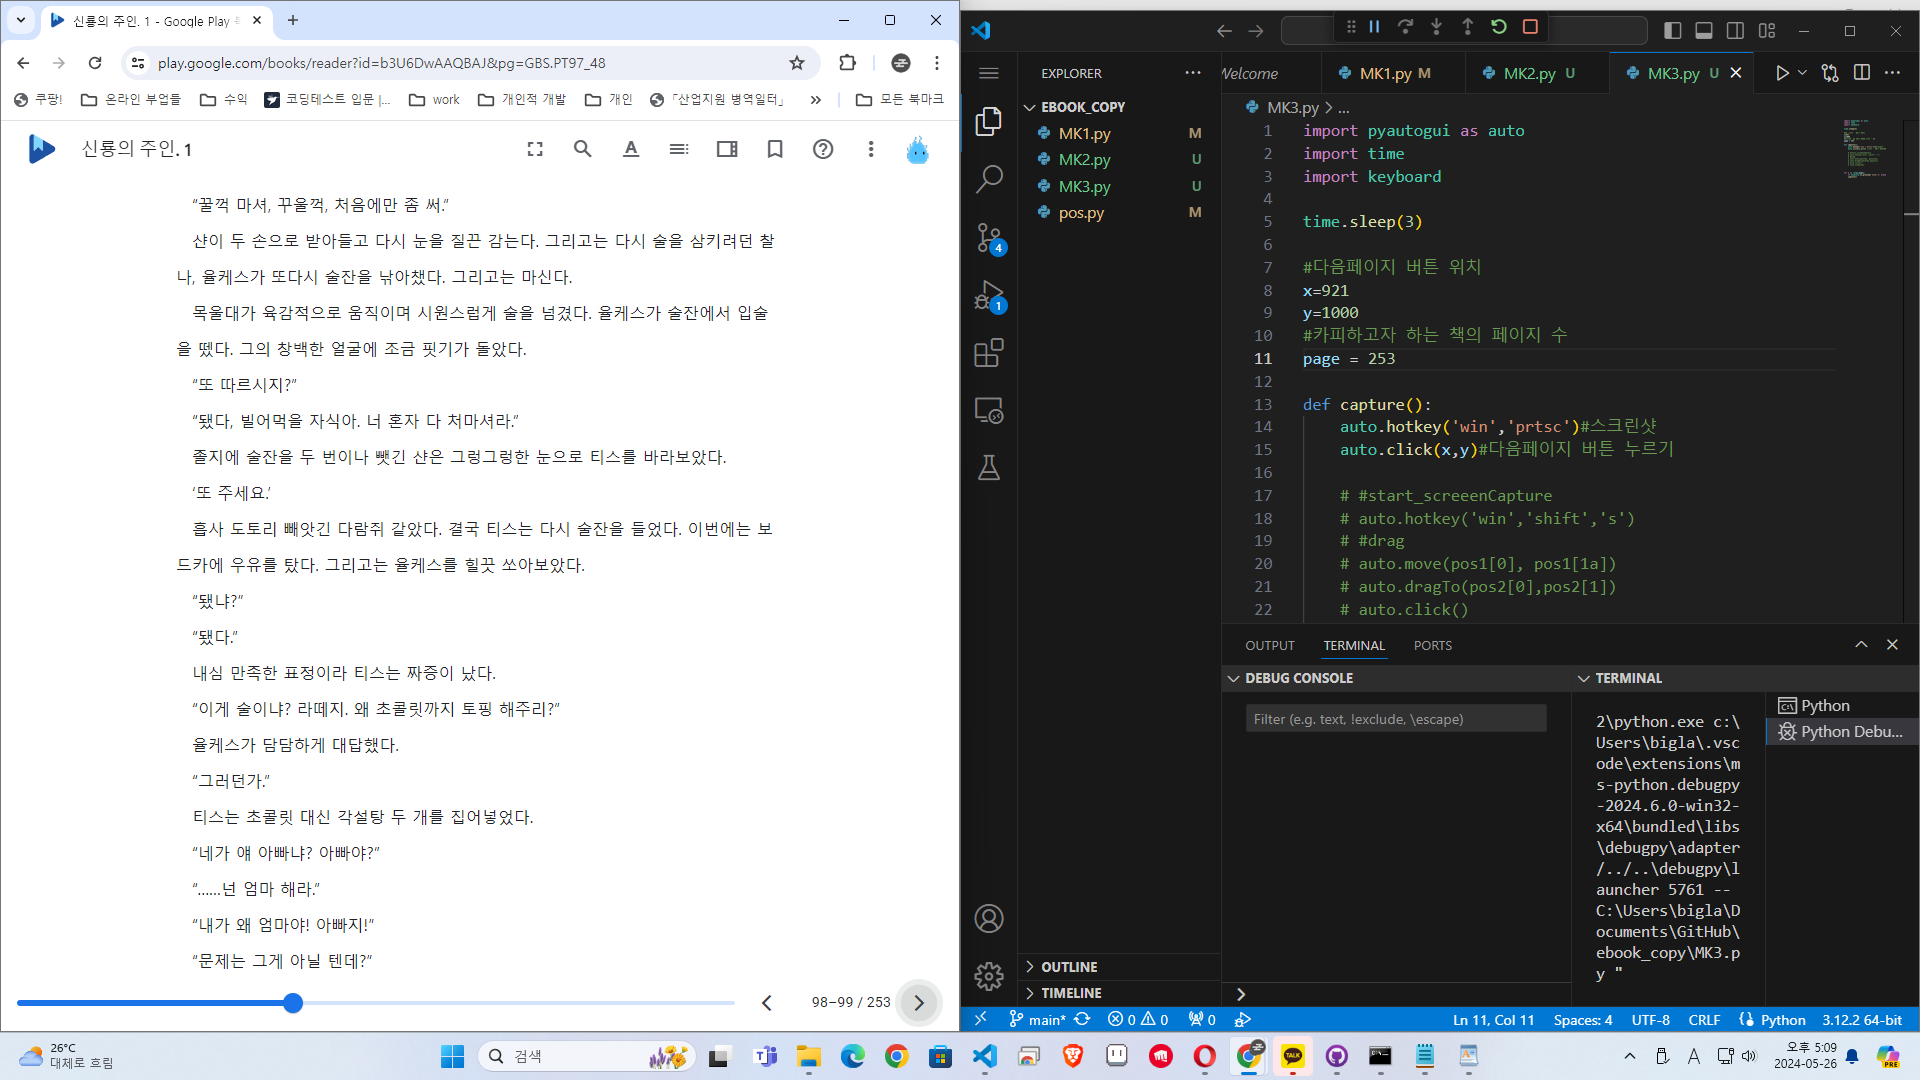 신룡의 주인. 1 - Google Play
play.google.com/books/reader?id=b3U6DwAAQBAJ&pg=GBS.PT97_48
쿠팡! 온라인 부업들 수익 코딩테스트 입문 |... work 개인적 개발 개인 「산업지원 병역일터」 » 모든 북마크
신룡의 주인. 1
“꿀꺽 마셔, 꾸울꺽, 처음에만 좀 써.”
샨이 두 손으로 받아들고 다시 눈을 질끈 감는다. 그리고는 다시 술을 삼키려던 찰
나, 율케스가 또다시 술잔을 낚아챘다. 그리고는 마신다.
목울대가 육감적으로 움직이며 시원스럽게 술을 넘겼다. 율케스가 술잔에서 입술
을 뗐다. 그의 창백한 얼굴에 조금 핏기가 돌았다.
“또 따르시지?”
“됐다, 빌어먹을 자식아. 너 혼자 다 처마셔라.”
졸지에 술잔을 두 번이나 뺏긴 샨은 그렁그렁한 눈으로 티스를 바라보았다.
‘또 주세요.’
흡사 도토리 빼앗긴 다람쥐 같았다. 결국 티스는 다시 술잔을 들었다. 이번에는 보
드카에 우유를 탔다. 그리고는 율케스를 힐끗 쏘아보았다.
“됐냐?”
“됐다.”
내심 만족한 표정이라 티스는 짜증이 났다.
“이게 술이냐? 라떼지. 왜 초콜릿까지 토핑 해주리?”
율케스가 담담하게 대답했다.
“그러던가.”
티스는 초콜릿 대신 각설탕 두 개를 집어넣었다.
“네가 얘 아빠냐? 아빠야?”
“……넌 엄마 해라.”
“내가 왜 엄마야! 아빠지!”
“문제는 그게 아닐 텐데?”
98–99 / 253
Welcome MK1.py M MK2.py U MK3.py U
EXPLORER
EBOOK_COPY
MK1.py M
MK2.py U
MK3.py U
pos.py M
4
1
OUTLINE
TIMELINE
MK3.py > ...
1 import pyautogui as auto
2 import time
3 import keyboard
4
5 time.sleep(3)
6
7 #다음페이지 버튼 위치
8 x=921
9 y=1000
10 #카피하고자 하는 책의 페이지 수
11 page = 253
12
13 def capture():
14 auto.hotkey('win','prtsc')#스크린샷
15 auto.click(x,y)#다음페이지 버튼 누르기
16
17 # #start_screeenCapture
18 # auto.hotkey('win','shift','s')
19 # #drag
20 # auto.move(pos1[0], pos1[1a])
21 # auto.dragTo(pos2[0],pos2[1])
22 # auto.click()
OUTPUT TERMINAL PORTS
DEBUG CONSOLE
Filter (e.g. text, !exclude, \escape)
TERMINAL
2\python.exe c:\
Users\bigla\.vsc
ode\extensions\m
s-python.debugpy
-2024.6.0-win32-
x64\bundled\libs
\debugpy\adapter
/../..\debugpy\l
auncher 5761 --
C:\Users\bigla\D
ocuments\GitHub\
ebook_copy\MK3.p
y "
Python
Python Debu...
main* 0 0 0 Ln 11, Col 11 Spaces: 4 UTF-8 CRLF Python 3.12.2 64-bit
26°C
대체로 흐림
검색
TALK
A
오후 5:09
2024-05-26
PRE